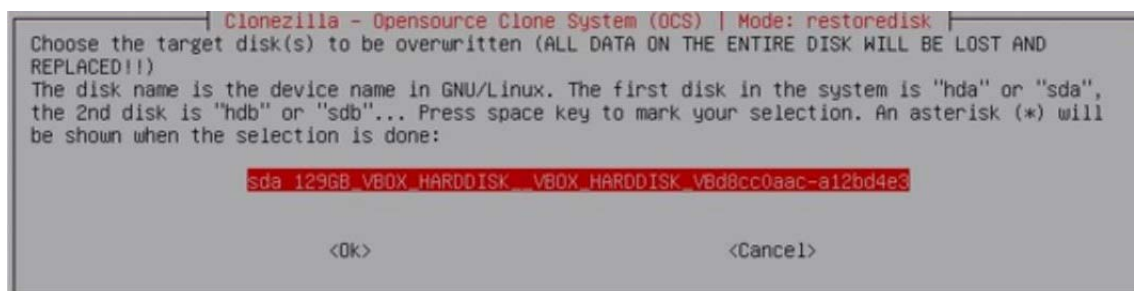 Clonezilla - Opensource Clone System (OCS) | Mode: restoredisk
Choose the target disk(s) to be overwritten (ALL DATA ON THE ENTIRE DISK WILL BE LOST AND
REPLACED!!)
The disk name is the device name in GNU/Linux. The first disk in the system is "hda" or "sda",
the 2nd disk is "hdb" or "sdb"... Press space key to mark your selection. An asterisk (*) will
be shown when the selection is done:
sda 129GB_VBOX_HARDDISK__VBOX_HARDDISK_VBd8cc0aac-a12bd4e3
<Ok> <Cancel>